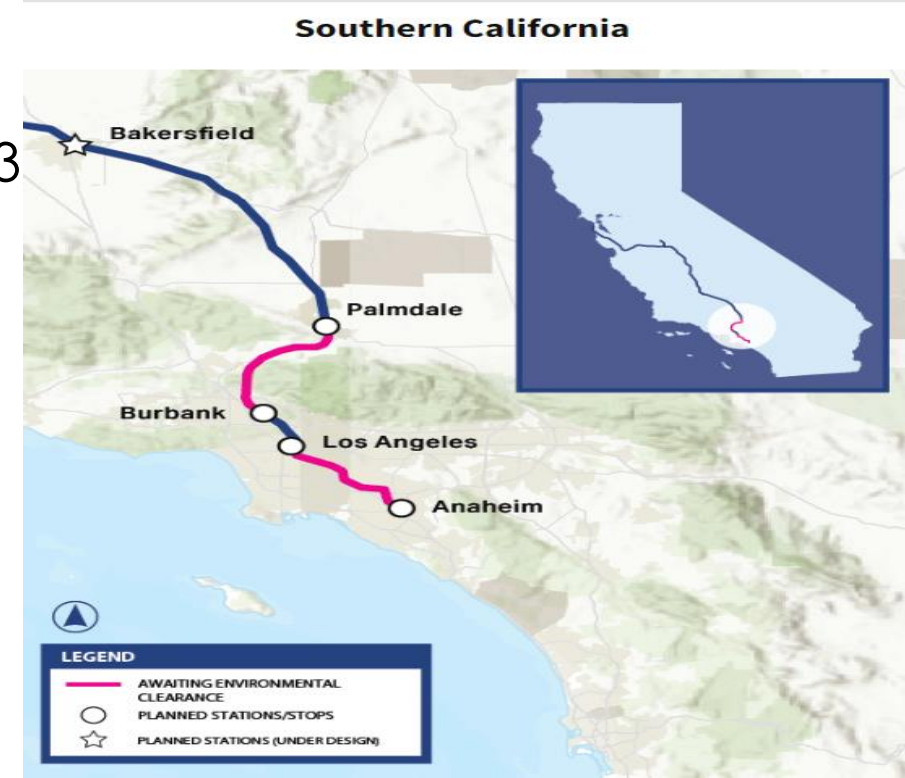 Southern California
3
Bakersfield
Palmdale
Burbank
Los Angeles
Anaheim
LEGEND
AWAITING ENVIRONMENTAL
CLEARANCE
PLANNED STATIONS/STOPS
PLANNED STATIONS (UNDER DESIGN)